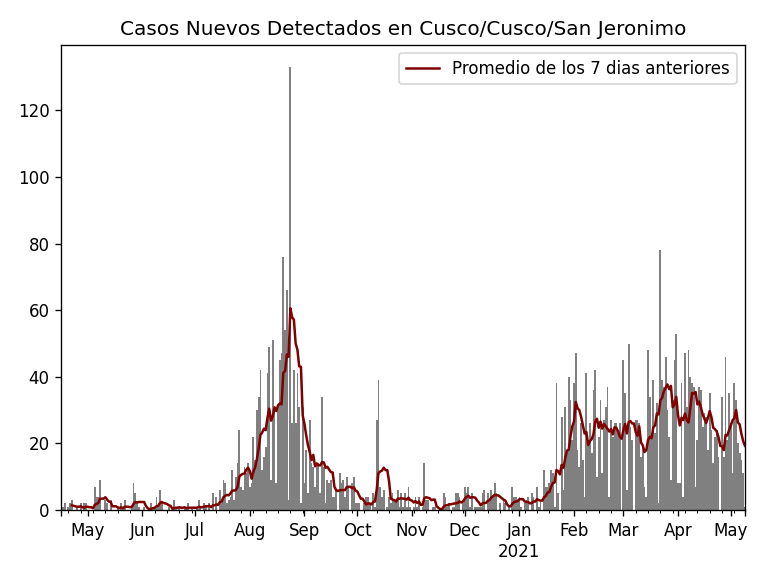 Casos Nuevos Detectados en Cusco/Cusco/San Jeronimo
Promedio de los 7 dias anteriores
120
100
80
60
40
20
0
May Jun Jul Aug Sep Oct Nov Dec Jan Feb Mar Apr May
2021